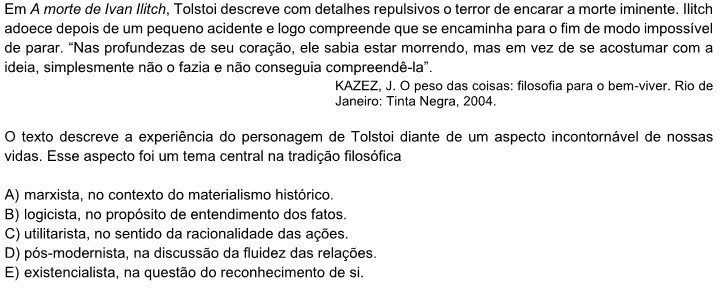 Em A morte de Ivan Ilitch, Tolstoi descreve com detalhes repulsivos o terror de encarar a morte iminente. Ilitch
adoece depois de um pequeno acidente e logo compreende que se encaminha para o fim de modo impossível
de parar. “Nas profundezas de seu coração, ele sabia estar morrendo, mas em vez de se acostumar com a
ideia, simplesmente não o fazia e não conseguia compreendê-la”.
KAZEZ, J. O peso das coisas: filosofia para o bem-viver. Rio de
Janeiro: Tinta Negra, 2004.
O texto descreve a experiência do personagem de Tolstoi diante de um aspecto incontornável de nossas
vidas. Esse aspecto foi um tema central na tradição filosófica
A) marxista, no contexto do materialismo histórico.
B) logicista, no propósito de entendimento dos fatos.
C) utilitarista, no sentido da racionalidade das ações.
D) pós-modernista, na discussão da fluidez das relações.
E) existencialista, na questão do reconhecimento de si.